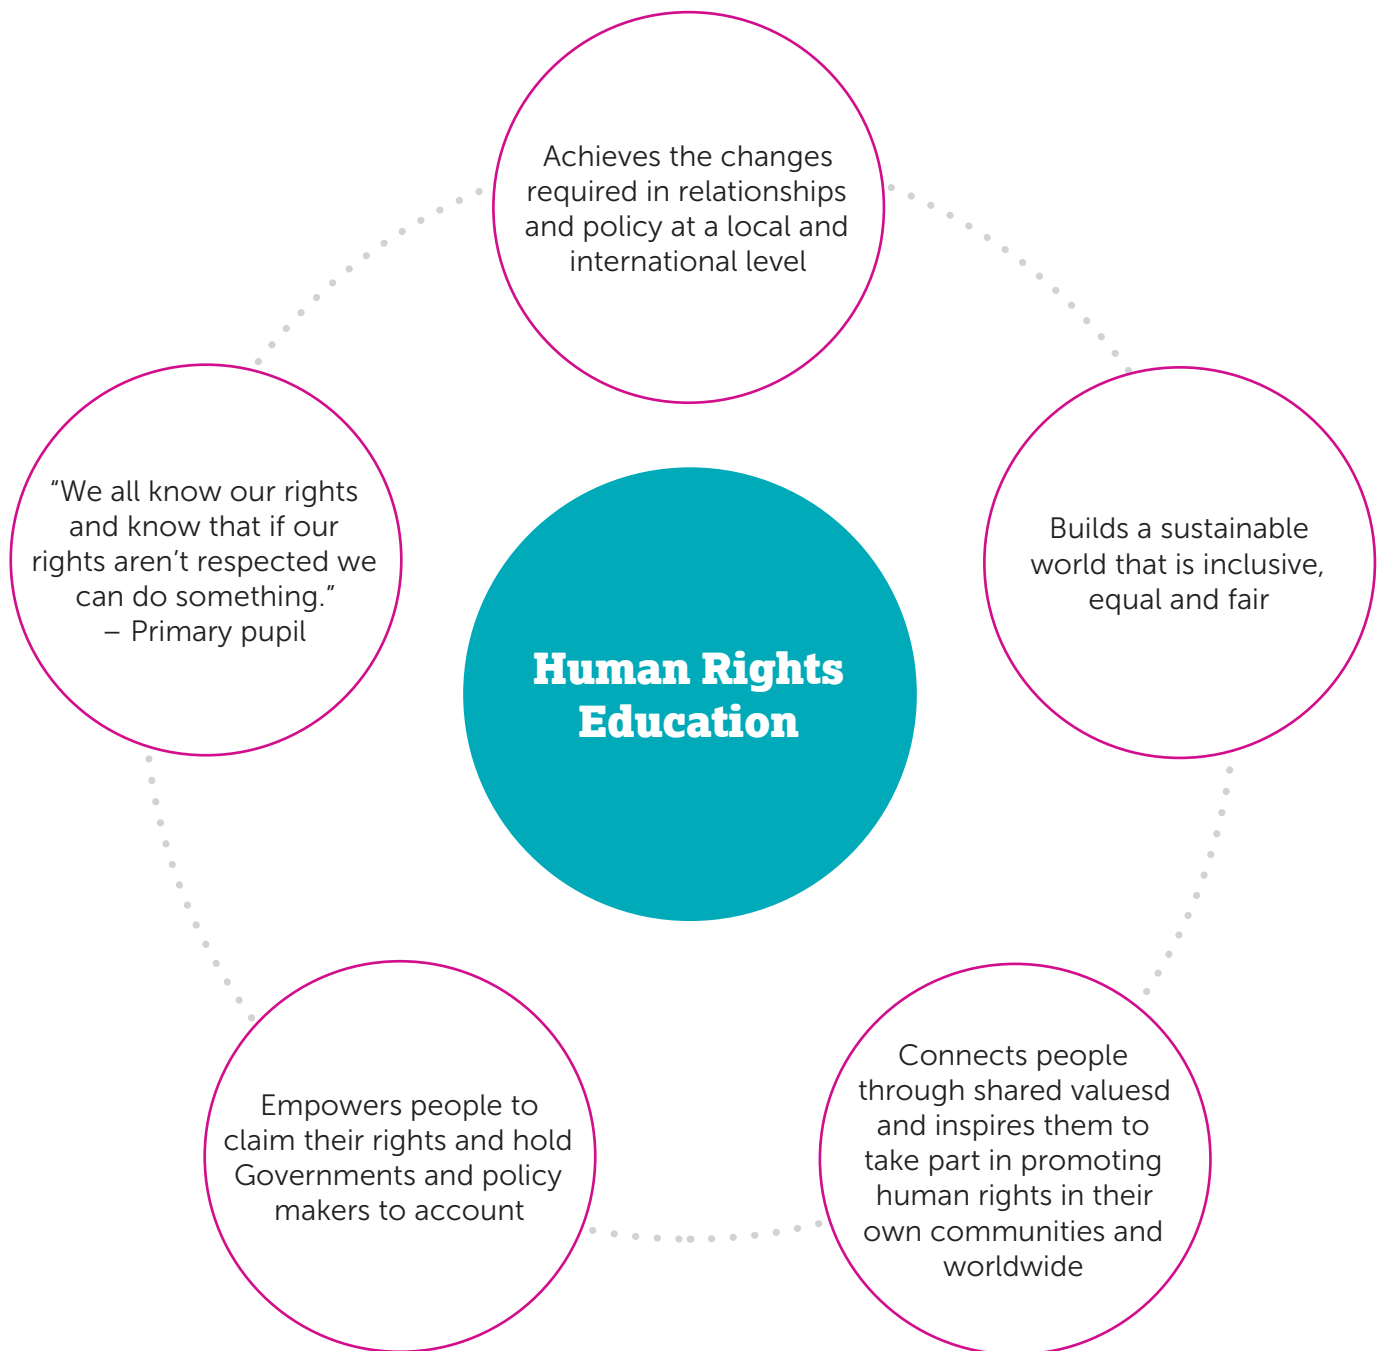 Achieves the changes
required in relationships
and policy at a local and
international level
“We all know our rights
and know that if our
rights aren’t respected we
can do something.”
– Primary pupil
Builds a sustainable
world that is inclusive,
equal and fair
Human Rights
Education
Empowers people to
claim their rights and hold
Governments and policy
makers to account
Connects people
through shared valuesd
and inspires them to
take part in promoting
human rights in their
own communities and
worldwide